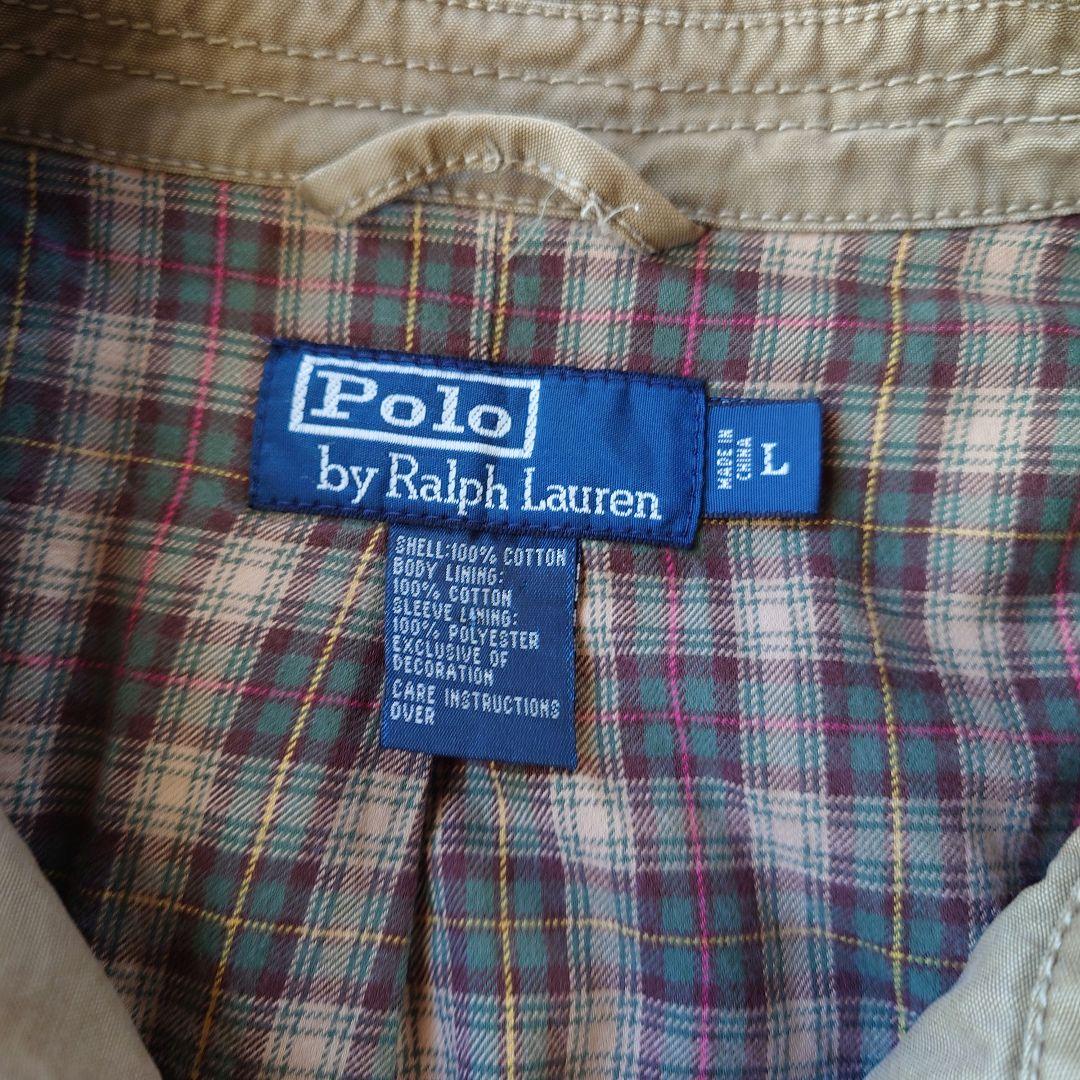 Polo
by Ralph Lauren
MADE IN
CHINA
L
SHELL:100% COTTON
BODY LINING:
100% COTTON
SLEEVE LINING:
100% POLYESTER
EXCLUSIVE OF
DECORATION
CARE INSTRUCTIONS
OVER